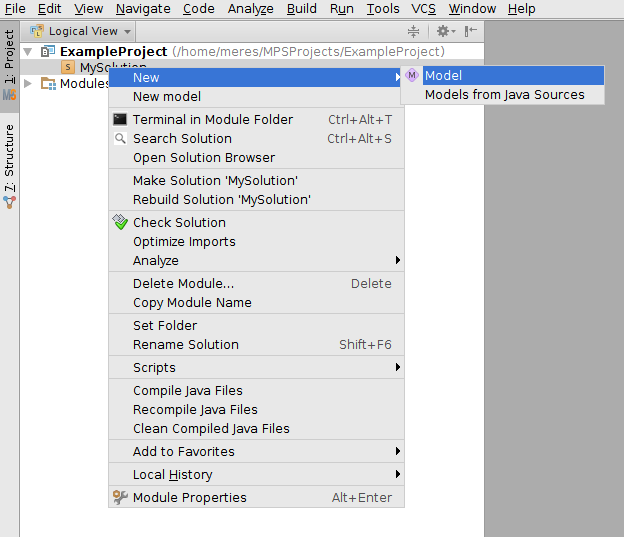 File Edit View Navigate Code Analyze Build Run Tools VCS Window Help
1: Project
Logical View
ExampleProject (/home/meres/MPSProjects/ExampleProject)
S MySolution
Modules
7: Structure
New
M Model
Models from Java Sources
New model
Terminal in Module Folder Ctrl+Alt+T
Search Solution Ctrl+Alt+S
Open Solution Browser
Make Solution 'MySolution'
Rebuild Solution 'MySolution'
Check Solution
Optimize Imports
Analyze
Delete Module... Delete
Copy Module Name
Set Folder
Rename Solution Shift+F6
Scripts
Compile Java Files
Recompile Java Files
Clean Compiled Java Files
Add to Favorites
Local History
Module Properties Alt+Enter